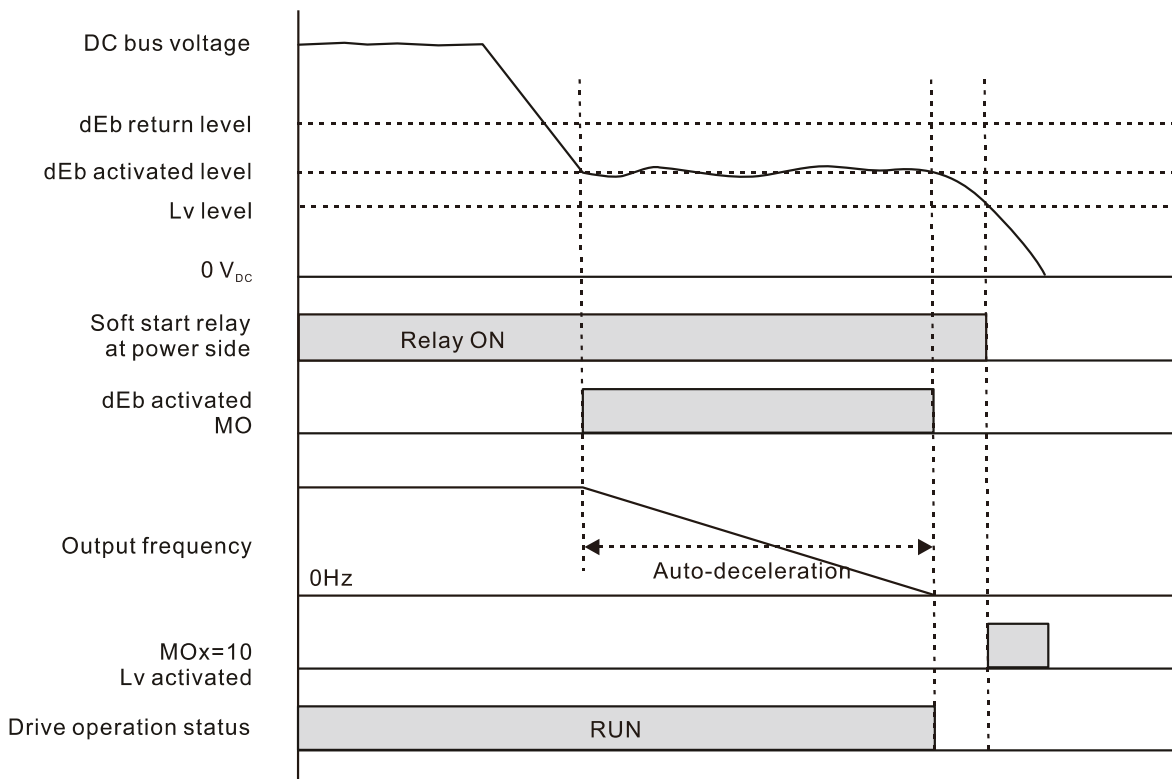 DC bus voltage
dEb return level
dEb activated level
Lv level
0 VDC
Soft start relay
at power side
Relay ON
dEb activated
MO
Output frequency
0Hz
Auto-deceleration
MOx=10
Lv activated
Drive operation status
RUN